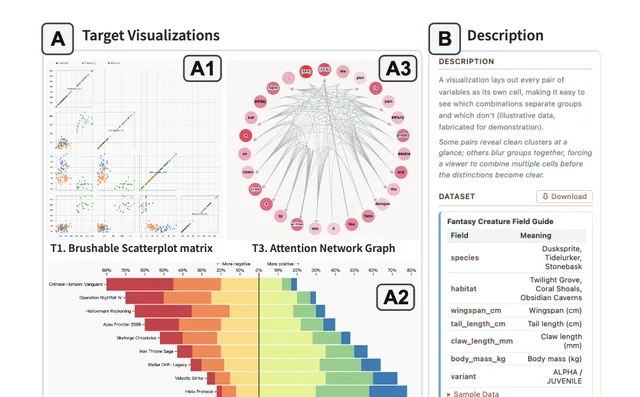 A Target Visualizations
A1
A3
T1. Brushable Scatterplot matrix
T3. Attention Network Graph
← More negative More positive →
80% 70% 60% 50% 40% 30% 20% 10% 0% 10% 20% 30% 40% 50% 60% 70% 80%
A2
Crimson Horizon: Vanguard
Operation Nightfall IV
Hollowmark Reckoning
Apex Frontier 2099
Skyforge Chronicles
Iron Throne Saga
Stellar Drift: Legacy
Velocity Strike
Helix Protocol
B Description
DESCRIPTION
A visualization lays out every pair of
variables as its own cell, making it easy to
see which combinations separate groups
and which don't (illustrative data,
fabricated for demonstration).
Some pairs reveal clean clusters at a
glance; others blur groups together, forcing
a viewer to combine multiple cells before
the distinctions become clear.
DATASET
Download
Fantasy Creature Field Guide
Field Meaning
species Dusksprite,
Tidelurker,
Stoneback
habitat Twilight Grove,
Coral Shoals,
Obsidian Caverns
wingspan_cm Wingspan (cm)
tail_length_cm Tail length (cm)
claw_length_mm Claw length
(mm)
body_mass_kg Body mass (kg)
variant ALPHA /
JUVENILE
▸ Sample Data